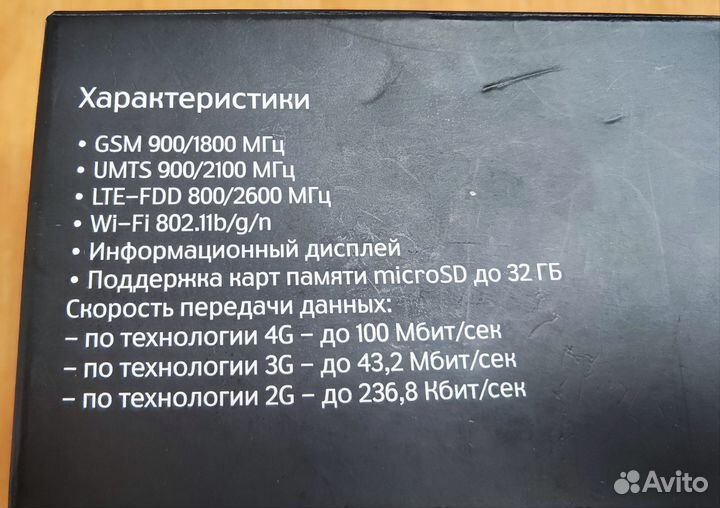 Характеристики
• GSM 900/1800 МГц
• UMTS 900/2100 МГц
• LTE-FDD 800/2600 МГц
• Wi-Fi 802.11b/g/n
• Информационный дисплей
• Поддержка карт памяти microSD до 32 ГБ
Скорость передачи данных:
– по технологии 4G – до 100 Мбит/сек
– по технологии 3G – до 43,2 Мбит/сек
– по технологии 2G – до 236,8 Кбит/сек
Avito